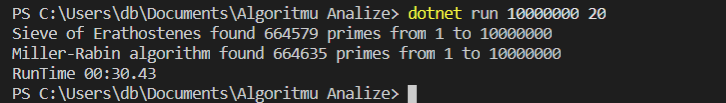 PS C:\Users\db\Documents\Algoritmu Analize> dotnet run 10000000 20
Sieve of Erathostenes found 664579 primes from 1 to 10000000
Miller-Rabin algorithm found 664635 primes from 1 to 10000000
RunTime 00:30.43
PS C:\Users\db\Documents\Algoritmu Analize>